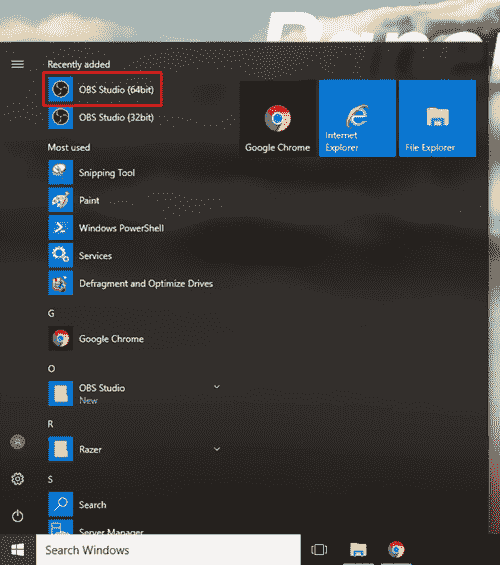 Recently added
OBS Studio (64bit)
OBS Studio (32bit)
Most used
Snipping Tool
Paint
Windows PowerShell
Services
Defragment and Optimize Drives
G
Google Chrome
O
OBS Studio
New
R
Razer
S
Search
Server Manager
Google Chrome
Internet
Explorer
File Explorer
Search Windows